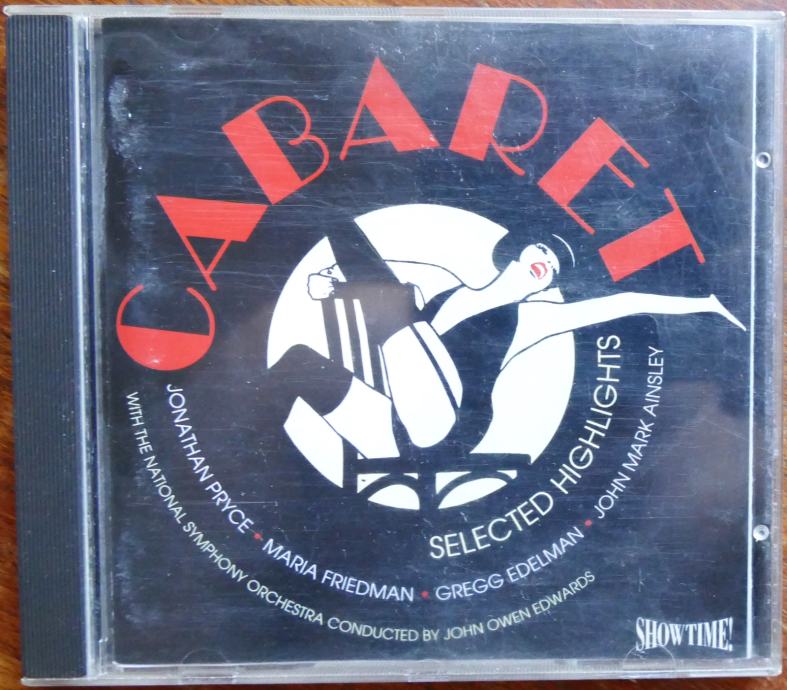 CABARET
SELECTED HIGHLIGHTS
JONATHAN PRYCE • MARIA FRIEDMAN • GREGG EDELMAN • JOHN MARK AINSLEY
WITH THE NATIONAL SYMPHONY ORCHESTRA CONDUCTED BY JOHN OWEN EDWARDS
SHOWTIME!